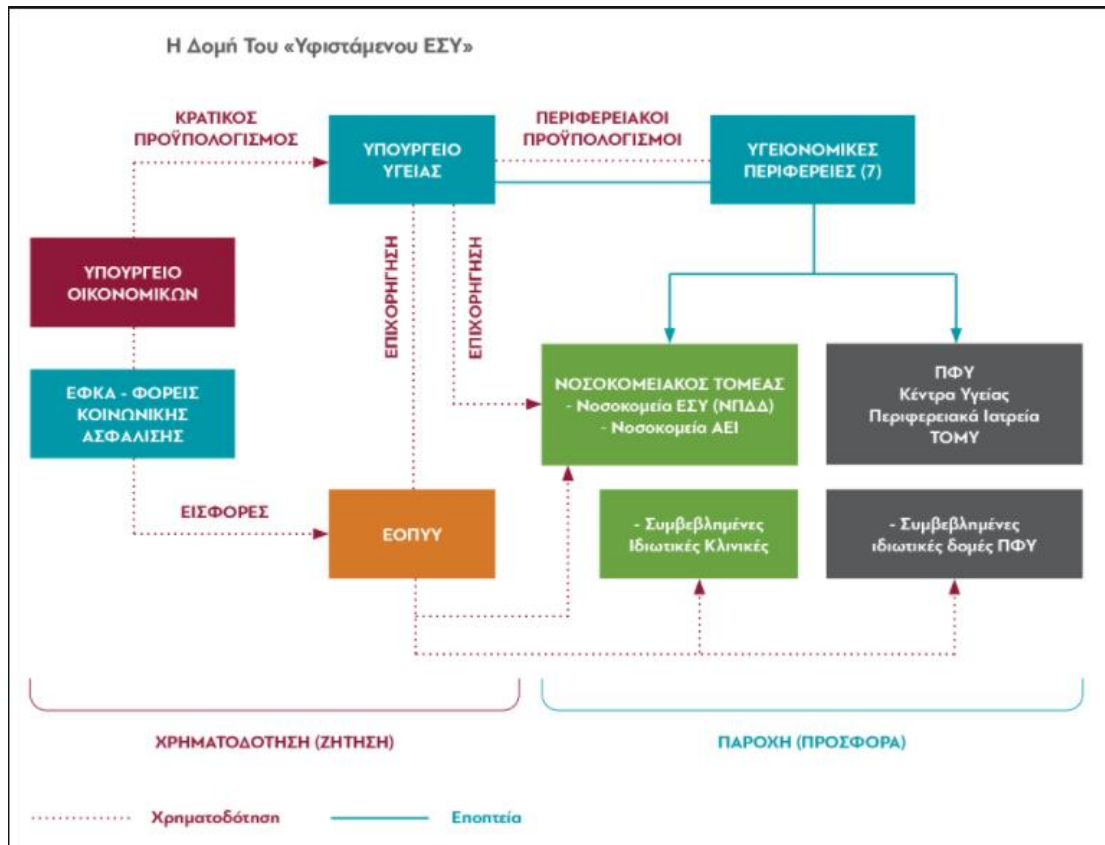 Η Δομή Του «Υφιστάμενου ΕΣΥ»
ΚΡΑΤΙΚΟΣ
ΠΡΟΫΠΟΛΟΓΙΣΜΟΣ
ΥΠΟΥΡΓΕΙΟ
ΥΓΕΙΑΣ
ΠΕΡΙΦΕΡΕΙΑΚΟΙ
ΠΡΟΫΠΟΛΟΓΙΣΜΟΙ
ΥΓΕΙΟΝΟΜΙΚΕΣ
ΠΕΡΙΦΕΡΕΙΕΣ (7)
ΥΠΟΥΡΓΕΙΟ
ΟΙΚΟΝΟΜΙΚΩΝ
ΕΠΙΧΟΡΗΓΗΣΗ
ΕΠΙΧΟΡΗΓΗΣΗ
ΕΦΚΑ - ΦΟΡΕΙΣ
ΚΟΙΝΩΝΙΚΗΣ
ΑΣΦΑΛΙΣΗΣ
ΝΟΣΟΚΟΜΕΙΑΚΟΣ ΤΟΜΕΑΣ
- Νοσοκομεία ΕΣΥ (ΝΠΔΔ)
- Νοσοκομεία ΑΕΙ
ΠΦΥ
Κέντρα Υγείας
Περιφερειακά Ιατρεία
ΤΟΜΥ
ΕΙΣΦΟΡΕΣ
ΕΟΠΥΥ
- Συμβεβλημένες
Ιδιωτικές Κλινικές
- Συμβεβλημένες
ιδιωτικές δομές ΠΦΥ
ΧΡΗΜΑΤΟΔΟΤΗΣΗ (ΖΗΤΗΣΗ)
ΠΑΡΟΧΗ (ΠΡΟΣΦΟΡΑ)
Χρηματοδότηση
Εποπτεία